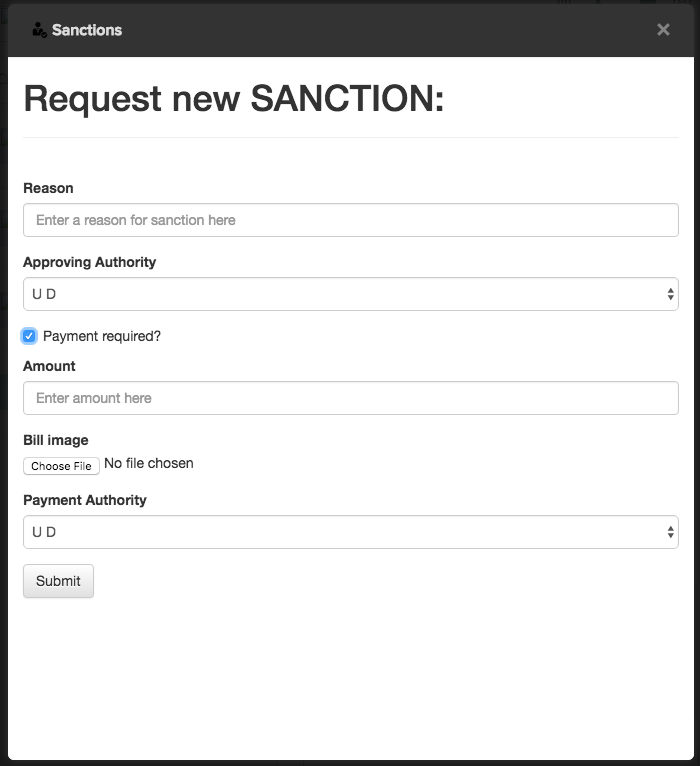 Sanctions
×
Request new SANCTION:
Reason
Enter a reason for sanction here
Approving Authority
U D
Payment required?
Amount
Enter amount here
Bill image
Choose File No file chosen
Payment Authority
U D
Submit